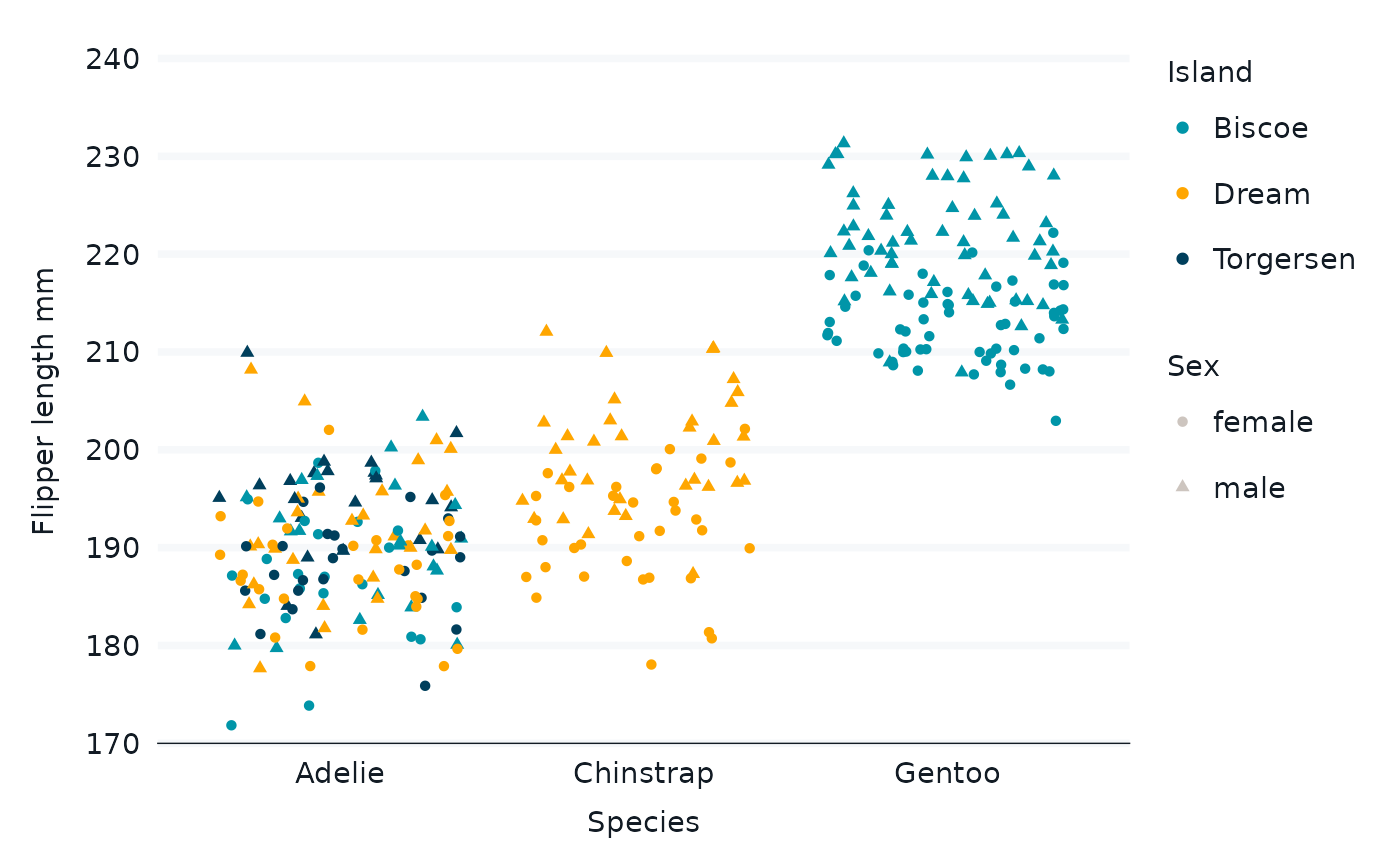 240
230
220
210
200
190
180
170
Flipper length mm
Adelie
Chinstrap
Gentoo
Species
Island
Biscoe
Dream
Torgersen
Sex
female
male